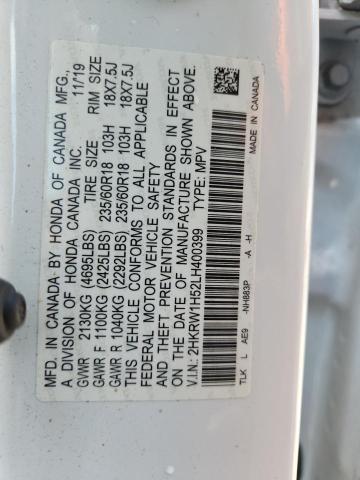 MFD. IN CANADA BY HONDA OF CANADA MFG.,
A DIVISION OF HONDA CANADA INC. 11/19
TIRE SIZE RIM SIZE
GVWR 2130KG (4695LBS)
GAWR F 1100KG (2425LBS) 235/60R18 103H 18X7.5J
GAWR R 1040KG (2292LBS) 235/60R18 103H 18X7.5J
THIS VEHICLE CONFORMS TO ALL APPLICABLE
FEDERAL MOTOR VEHICLE SAFETY
AND THEFT PREVENTION STANDARDS IN EFFECT
ON THE DATE OF MANUFACTURE SHOWN ABOVE.
V.I.N.: 2HKRW1H52LH400399 TYPE: MPV
TLK L AE9 -NH883P -A -H
MADE IN CANADA